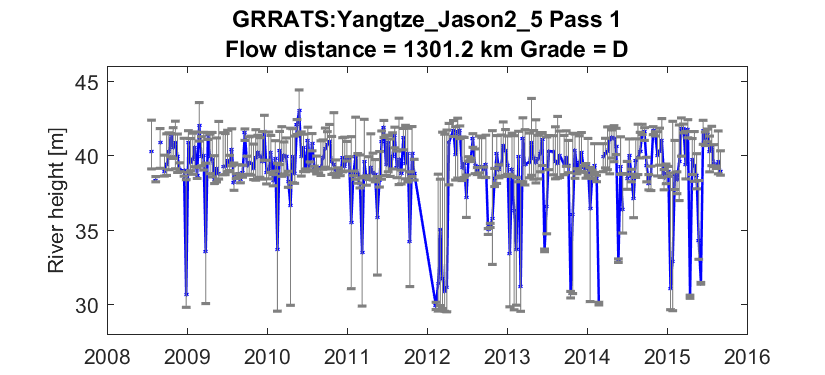 GRRATS:Yangtze_Jason2_5 Pass 1
Flow distance = 1301.2 km Grade = D
River height [m]
45
40
35
30
2008 2009 2010 2011 2012 2013 2014 2015 2016